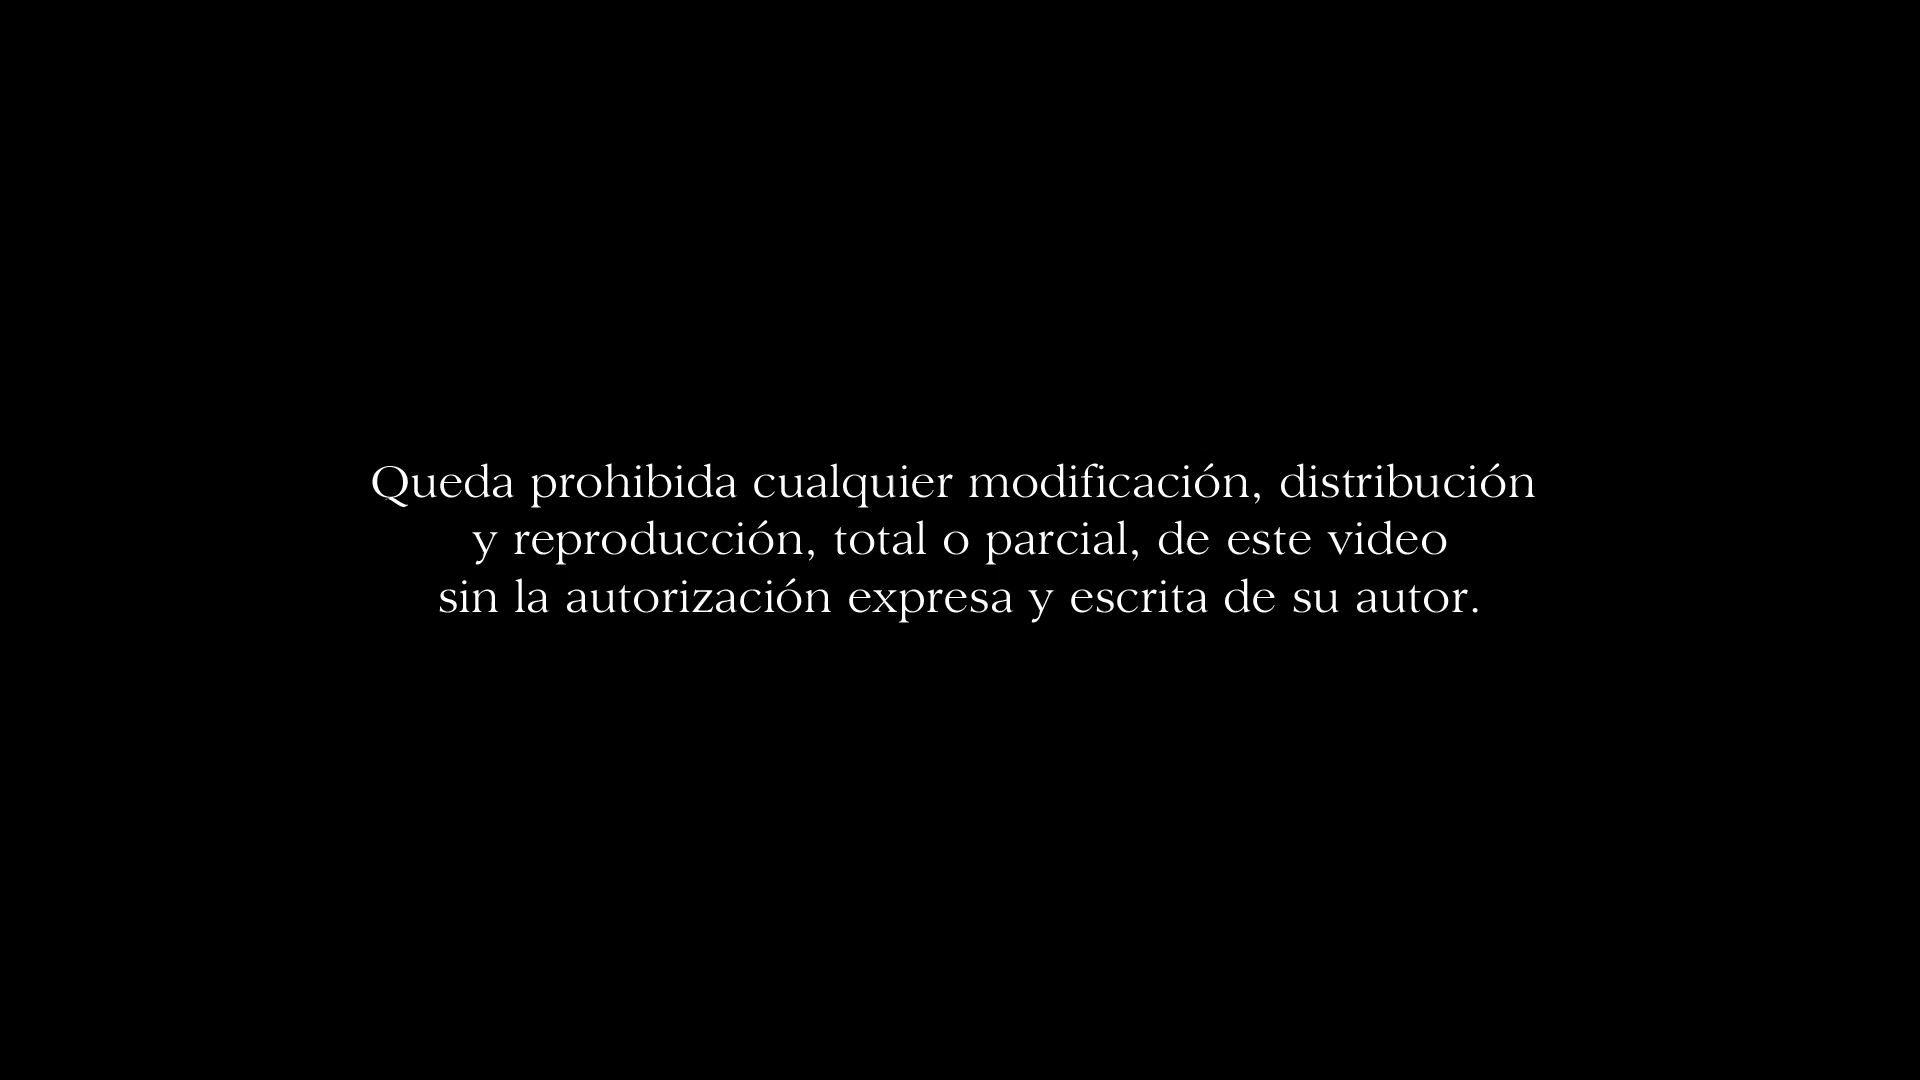 Queda prohibida cualquier modificación, distribución
y reproducción, total o parcial, de este video
sin la autorización expresa y escrita de su autor.